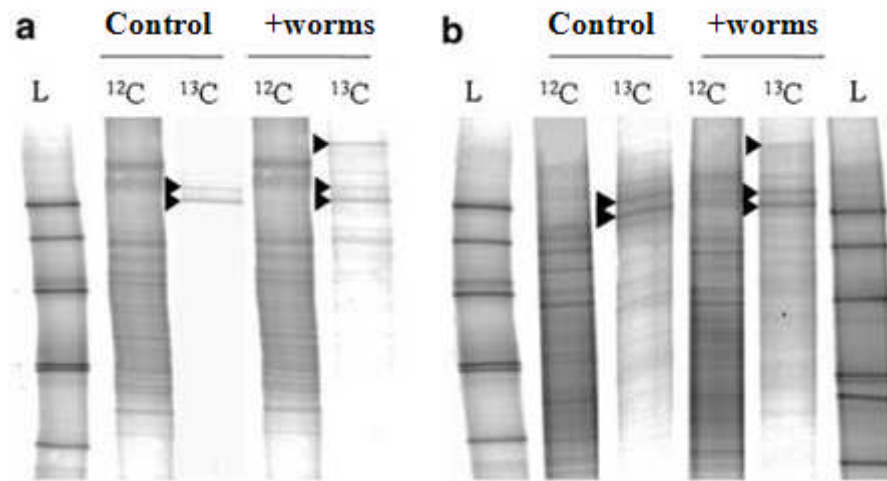 a Control +worms
L ¹²C ¹³C ¹²C ¹³C
b Control +worms
L ¹²C ¹³C ¹²C ¹³C L